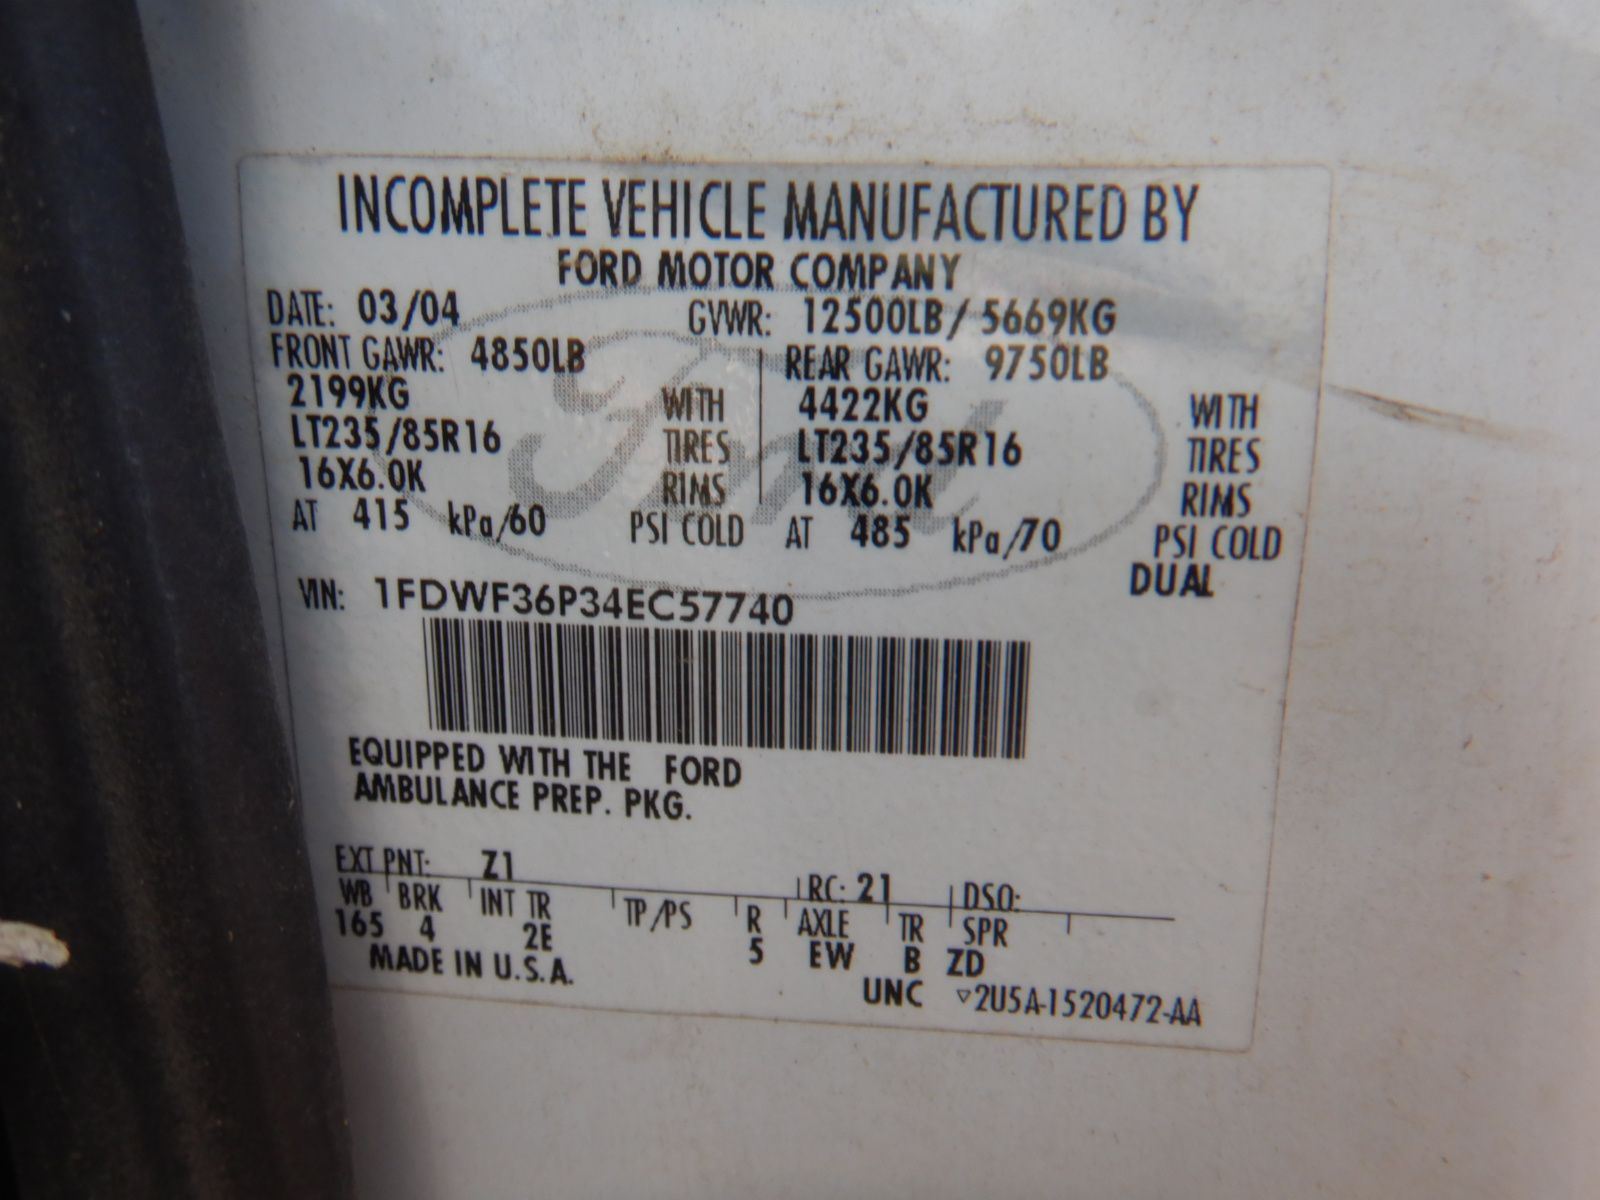 INCOMPLETE VEHICLE MANUFACTURED BY
FORD MOTOR COMPANY
DATE: 03/04 GVWR: 12500LB/ 5669KG
FRONT GAWR: 4850LB REAR GAWR: 9750LB
2199KG WITH 4422KG WITH
LT235/85R16 TIRES LT235/85R16 TIRES
16X6.0K RIMS 16X6.0K RIMS
AT 415 kPa/60 PSI COLD AT 485 kPa/70 PSI COLD
DUAL
VIN: 1FDWF36P34EC57740
EQUIPPED WITH THE FORD
AMBULANCE PREP. PKG.
EXT PNT: Z1 RC: 21 DSO:
WB BRK INT TR TP/PS R AXLE TR SPR
165 4 2E 5 EW B ZD
MADE IN U.S.A.
UNC ▽2U5A-1520472-AA
Ford